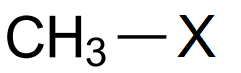 CH₃ — X